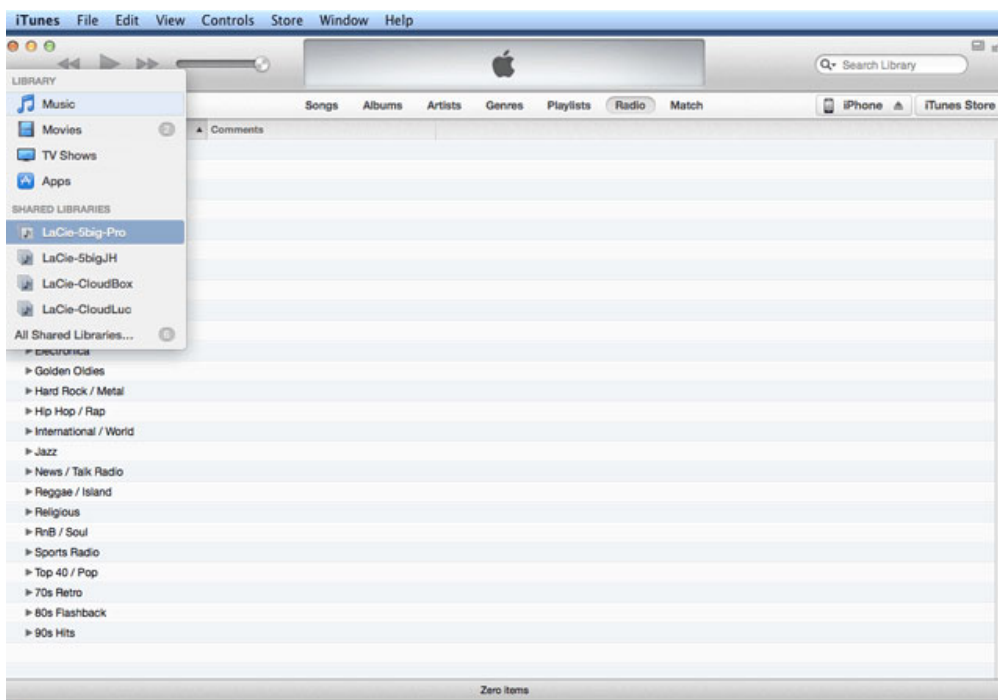 iTunes File Edit View Controls Store Window Help
Search Library
LIBRARY
Music
Movies 2
TV Shows
Apps
SHARED LIBRARIES
LaCie-5big-Pro
LaCie-5bigJH
LaCie-CloudBox
LaCie-CloudLuc
All Shared Libraries...
Songs Albums Artists Genres Playlists Radio Match
iPhone iTunes Store
Comments
Electronica
Golden Oldies
Hard Rock / Metal
Hip Hop / Rap
International / World
Jazz
News / Talk Radio
Reggae / Island
Religious
RnB / Soul
Sports Radio
Top 40 / Pop
70s Retro
80s Flashback
90s Hits
Zero items